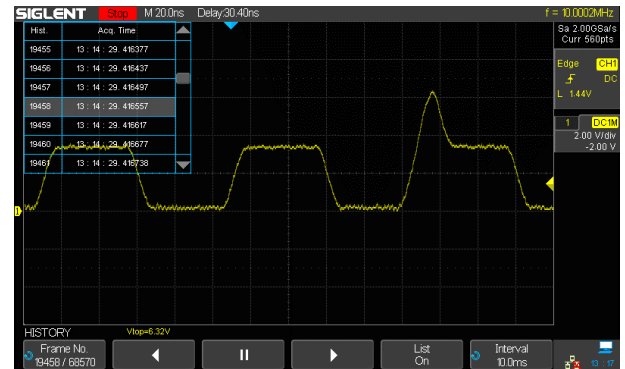 SIGLENT Stop M 20.0ns Delay:30.40ns f = 10.0002MHz
Hist. Acq. Time
19455 13 : 14 : 29. 416377
19456 13 : 14 : 29. 416437
19457 13 : 14 : 29. 416497
19458 13 : 14 : 29. 416557
19459 13 : 14 : 29. 416617
19460 13 : 14 : 29. 416677
19461 13 : 14 : 29. 416738
Sa 2.00GSa/s
Curr 560pts
Edge CH1
DC
L 1.44V
1 DC1M
2.00 V/div
-2.00 V
1
HISTORY Vtop=6.32V
Frame No.
19458 / 68570
List
On
Interval
10.0ms
13 : 17